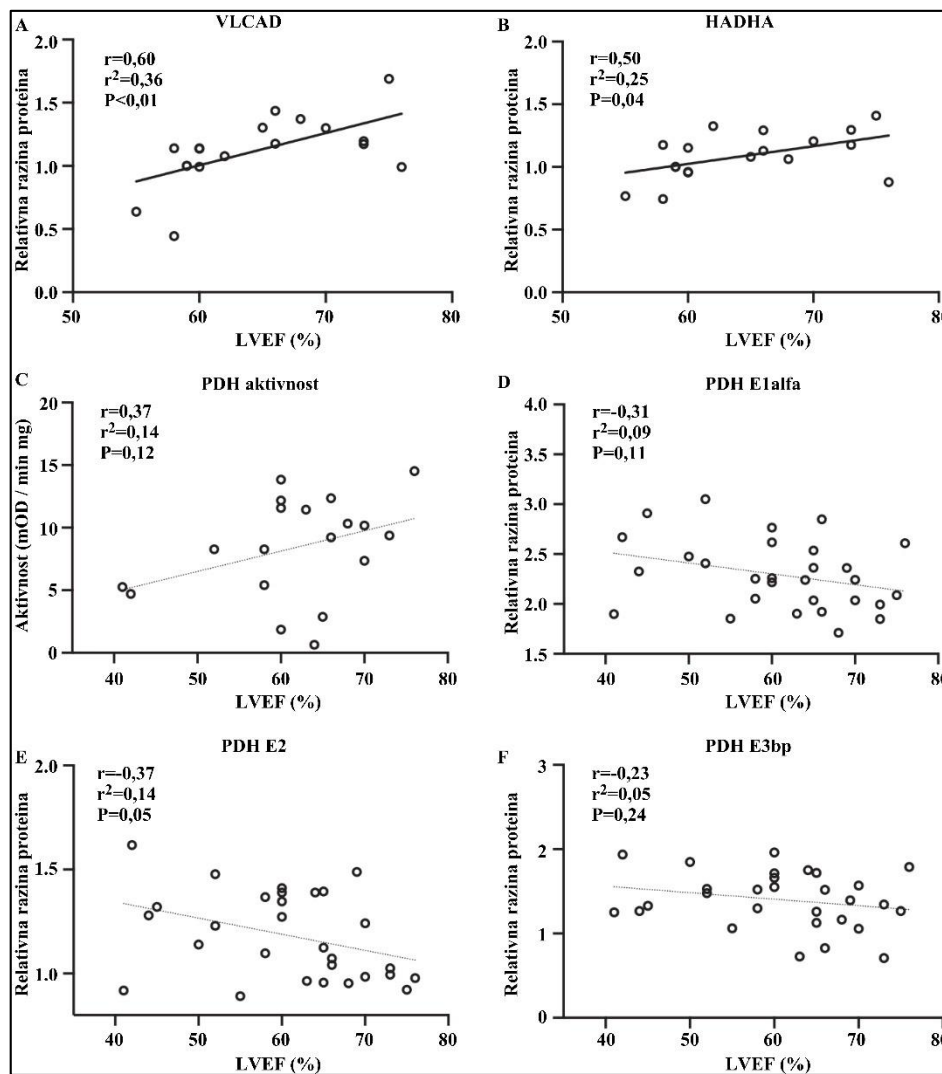 A
VLCAD
r=0,60
r²=0,36
P<0,01
Relativna razina proteina
2.0
1.5
1.0
0.5
0.0
50
60
70
80
LVEF (%)
B
HADHA
r=0,50
r²=0,25
P=0,04
Relativna razina proteina
2.0
1.5
1.0
0.5
0.0
50
60
70
80
LVEF (%)
C
PDH aktivnost
r=0,37
r²=0,14
P=0,12
Aktivnost (mOD / min mg)
20
15
10
5
0
40
50
60
70
80
LVEF (%)
D
PDH E1alfa
r=-0,31
r²=0,09
P=0,11
Relativna razina proteina
4.0
3.0
2.5
2.0
1.5
40
50
60
70
80
LVEF (%)
E
PDH E2
r=-0,37
r²=0,14
P=0,05
Relativna razina proteina
2.0
1.5
1.0
40
50
60
70
80
LVEF (%)
F
PDH E3bp
r=-0,23
r²=0,05
P=0,24
Relativna razina proteina
3
2
1
0
40
50
60
70
80
LVEF (%)